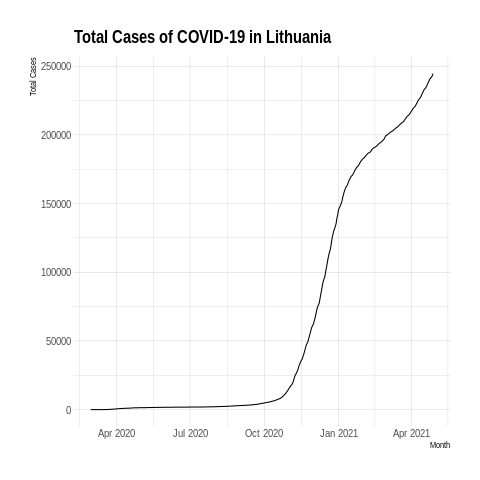 Total Cases of COVID-19 in Lithuania
Total Cases
250000
200000
150000
100000
50000
0
Apr 2020 Jul 2020 Oct 2020 Jan 2021 Apr 2021
Month